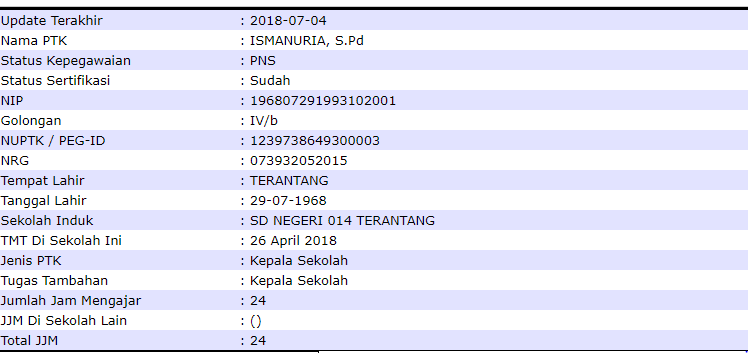 Update Terakhir : 2018-07-04
Nama PTK : ISMANURIA, S.Pd
Status Kepegawaian : PNS
Status Sertifikasi : Sudah
NIP : 196807291993102001
Golongan : IV/b
NUPTK / PEG-ID : 1239738649300003
NRG : 073932052015
Tempat Lahir : TERANTANG
Tanggal Lahir : 29-07-1968
Sekolah Induk : SD NEGERI 014 TERANTANG
TMT Di Sekolah Ini : 26 April 2018
Jenis PTK : Kepala Sekolah
Tugas Tambahan : Kepala Sekolah
Jumlah Jam Mengajar : 24
JJM Di Sekolah Lain : ()
Total JJM : 24